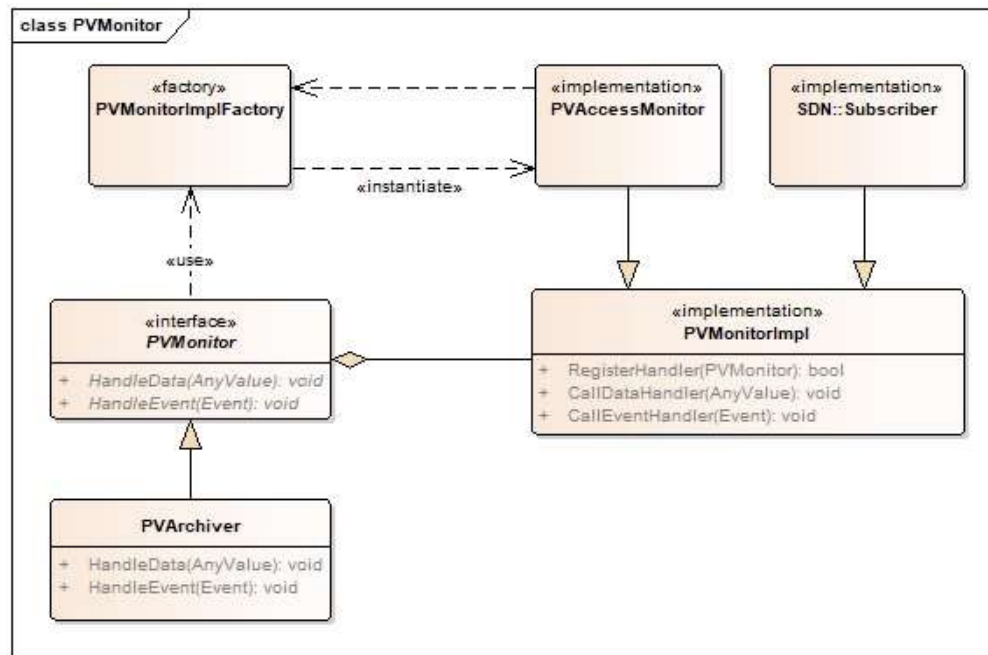 class PVMonitor
«factory»
PVMonitorImplFactory
«implementation»
PVAccessMonitor
«implementation»
SDN::Subscriber
«instantiate»
«use»
«interface»
PVMonitor
+ HandleData(AnyValue): void
+ HandleEvent(Event): void
«implementation»
PVMonitorImpl
+ RegisterHandler(PVMonitor): bool
+ CallDataHandler(AnyValue): void
+ CallEventHandler(Event): void
PVArchiver
+ HandleData(AnyValue): void
+ HandleEvent(Event): void